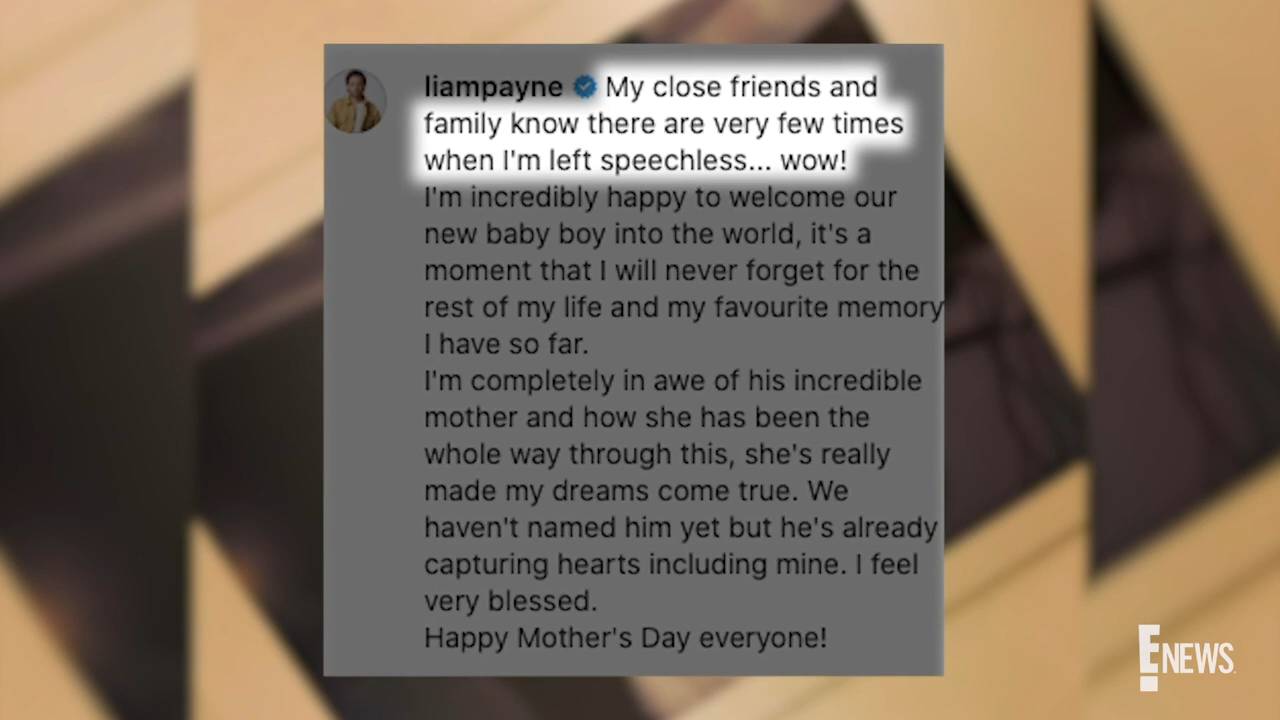 liampayne My close friends and
family know there are very few times
when I'm left speechless... wow!
I'm incredibly happy to welcome our
new baby boy into the world, it's a
moment that I will never forget for the
rest of my life and my favourite memory
I have so far.
I'm completely in awe of his incredible
mother and how she has been the
whole way through this, she's really
made my dreams come true. We
haven't named him yet but he's already
capturing hearts including mine. I feel
very blessed.
Happy Mother's Day everyone!
E NEWS